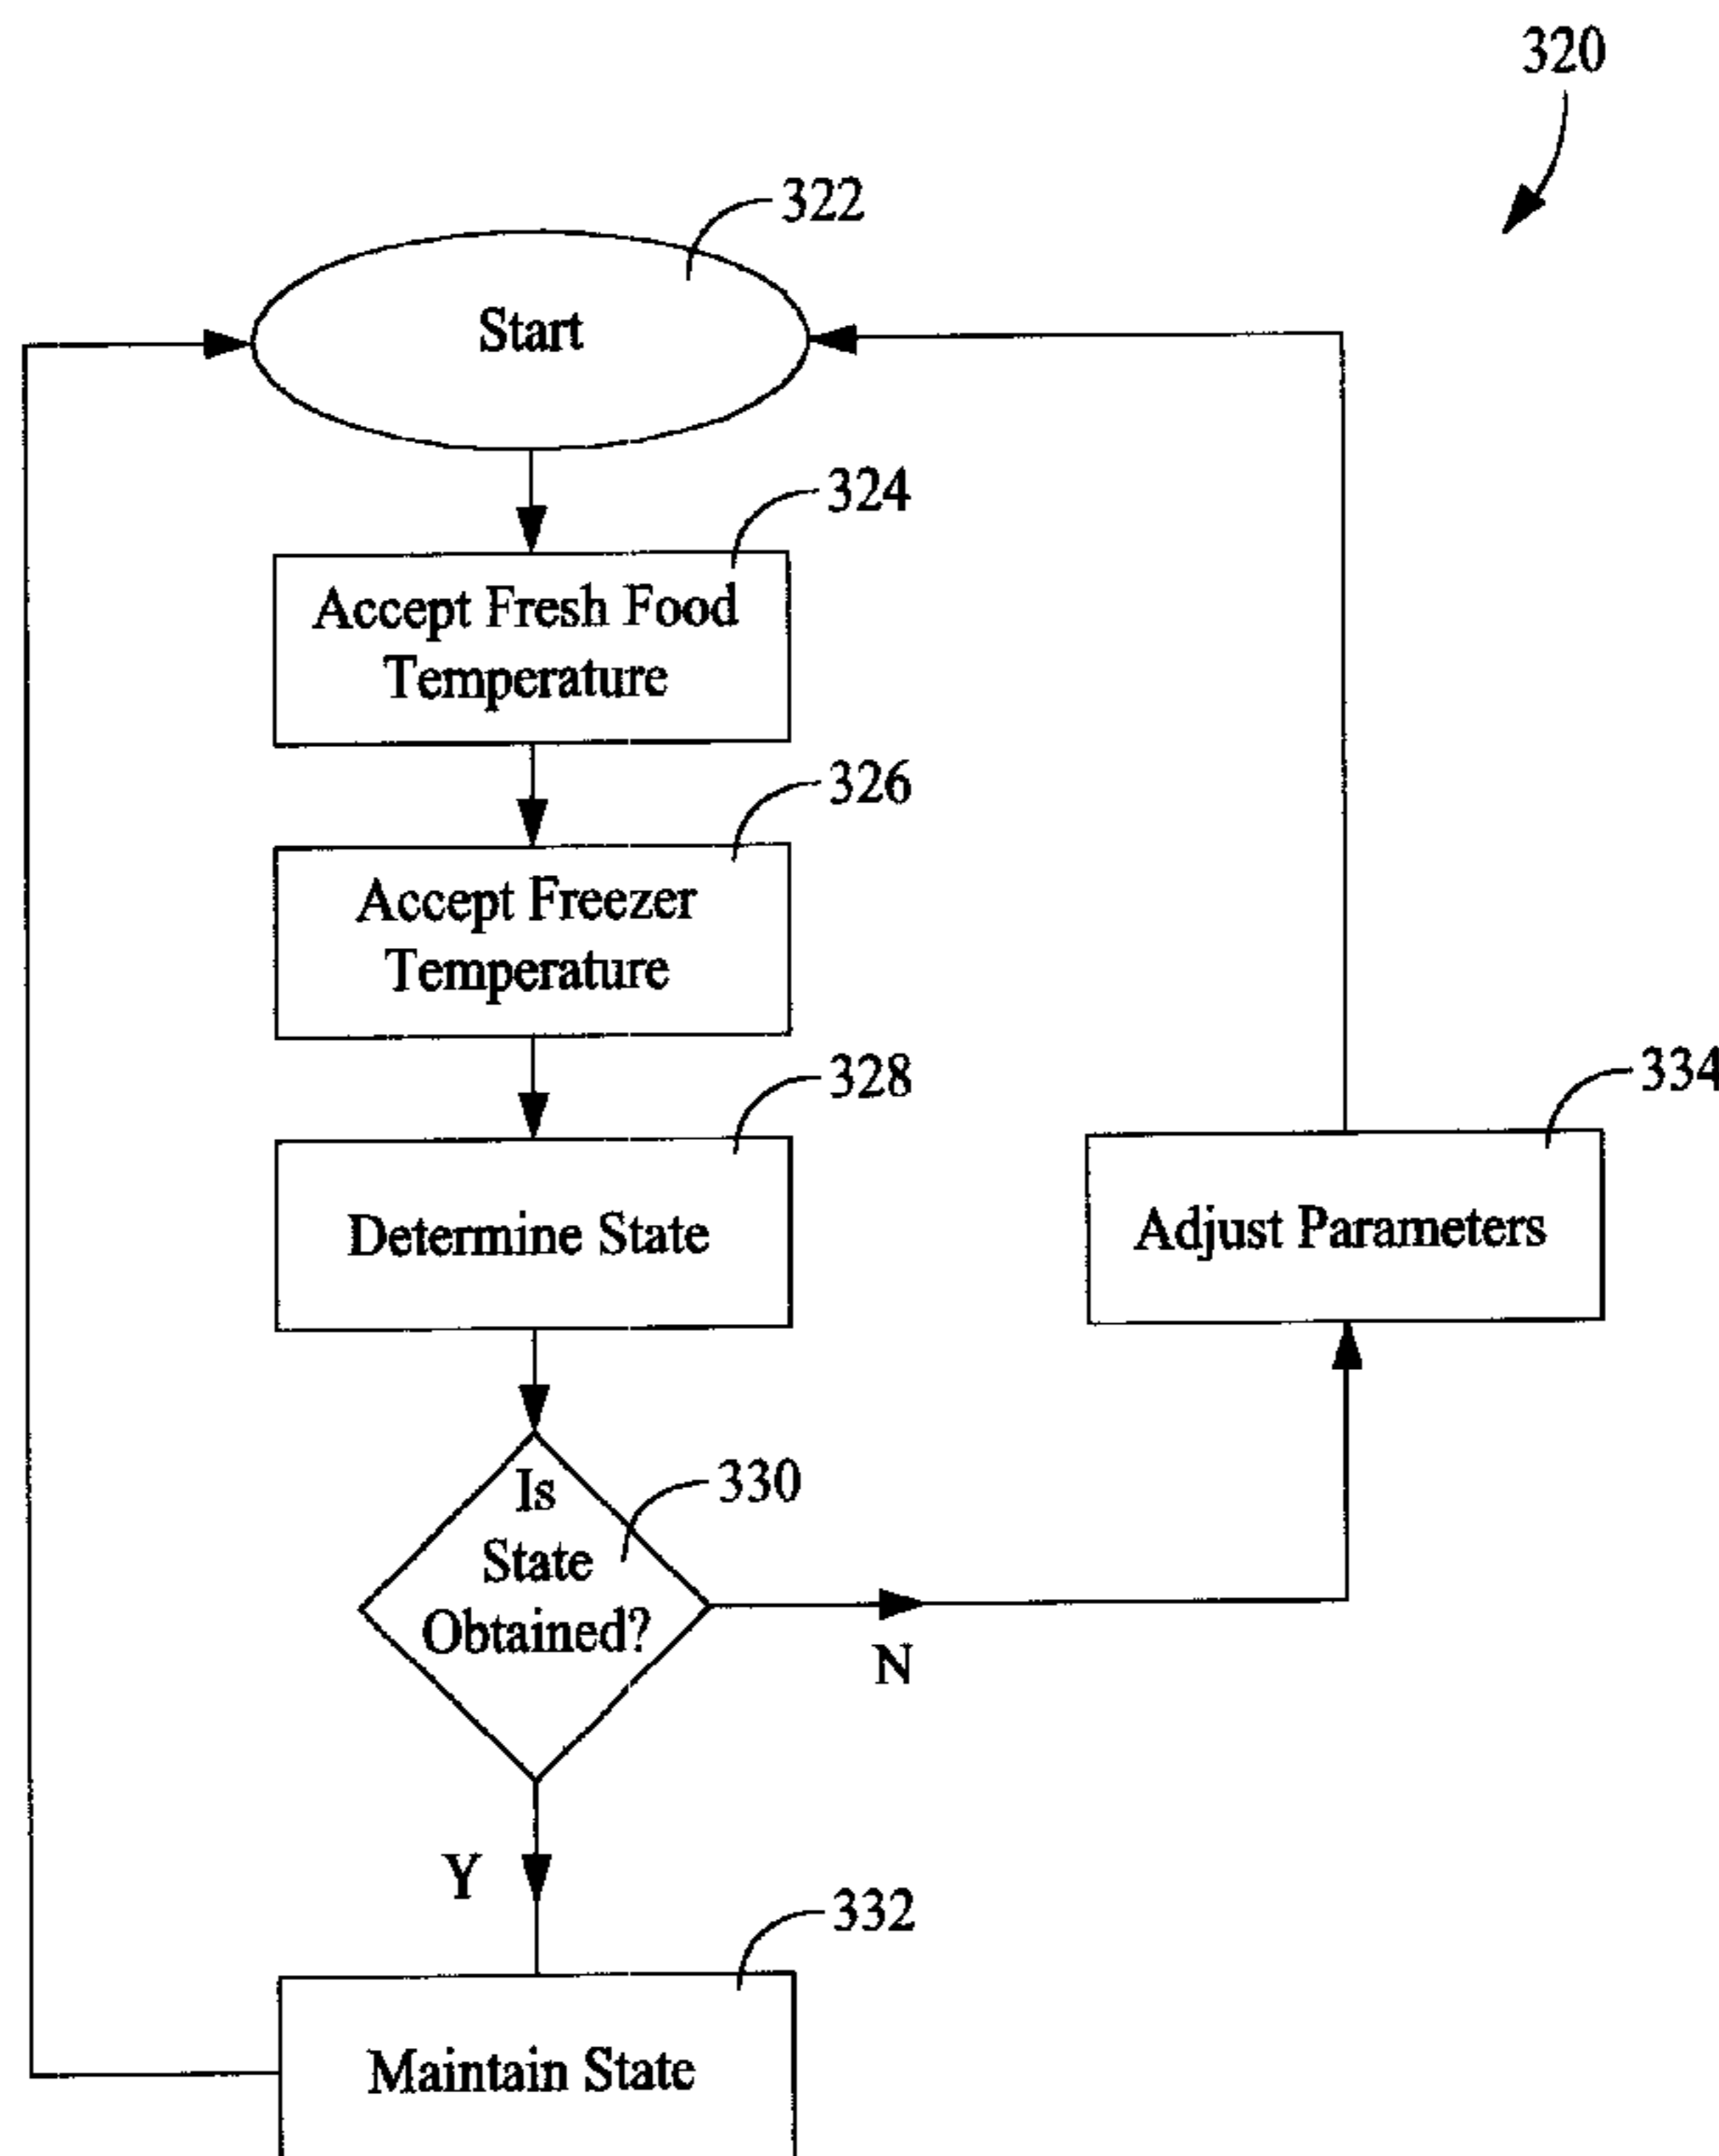 320
322
Start
324
Accept Fresh Food
Temperature
326
Accept Freezer
Temperature
328
Determine State
334
Adjust Parameters
330
Is
State
Obtained?
N
Y
332
Maintain State